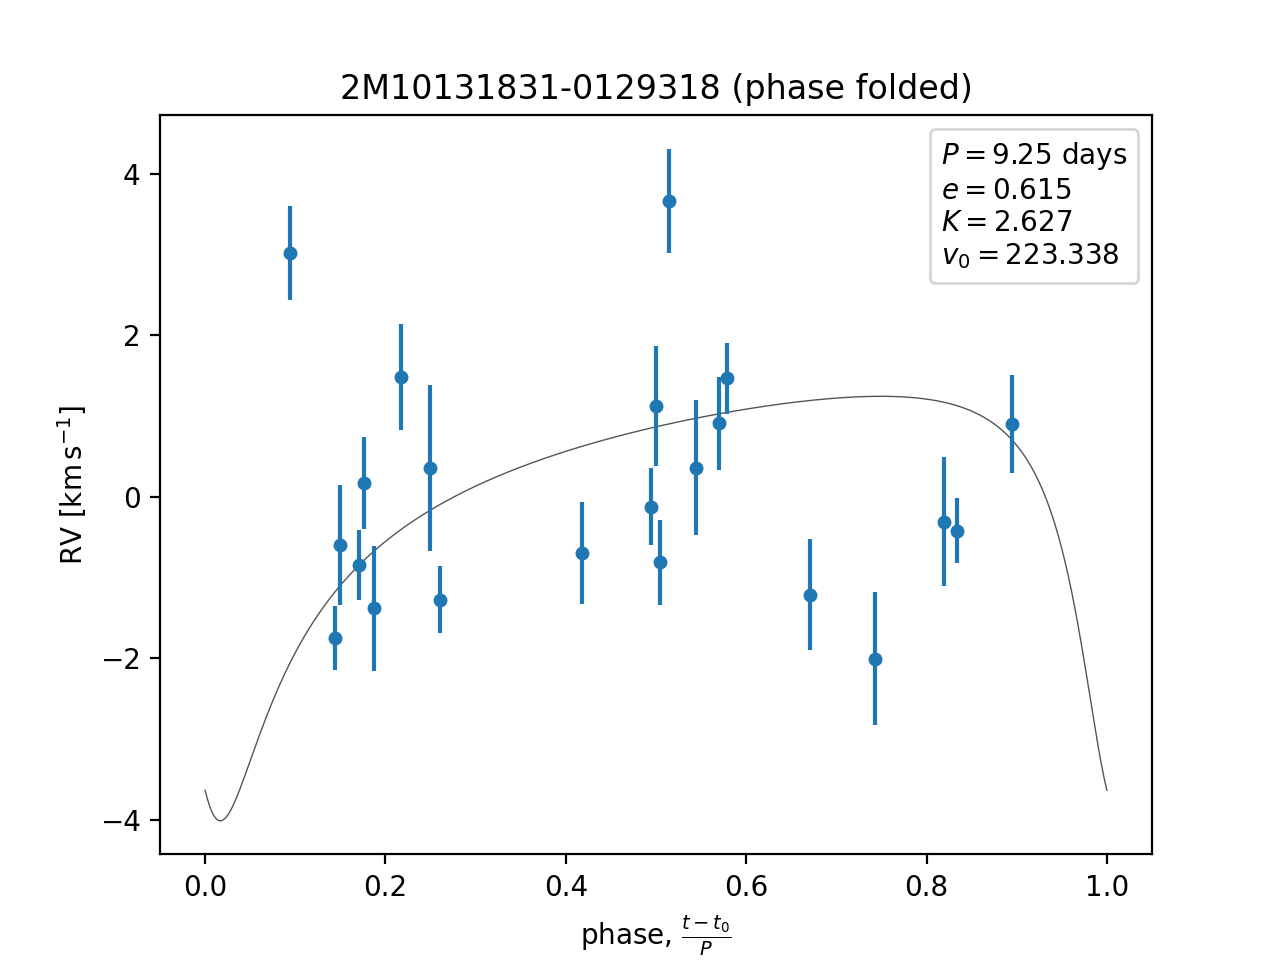 2M10131831-0129318 (phase folded)
P = 9.25 days
e = 0.615
K = 2.627
v₀ = 223.338
RV [km s⁻¹]
4
2
0
−2
−4
0.0 0.2 0.4 0.6 0.8 1.0
phase, (t − t₀)/P